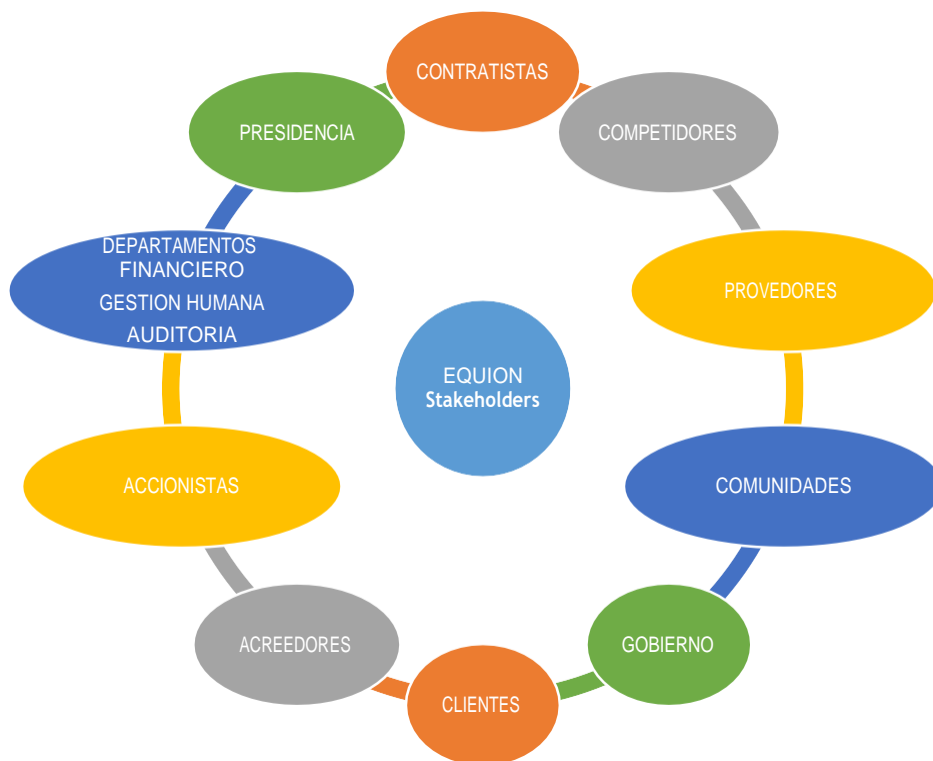 CONTRATISTAS
COMPETIDORES
PROVEDORES
COMUNIDADES
GOBIERNO
CLIENTES
ACREEDORES
ACCIONISTAS
DEPARTAMENTOS
FINANCIERO
GESTION HUMANA
AUDITORIA
PRESIDENCIA
EQUION
Stakeholders